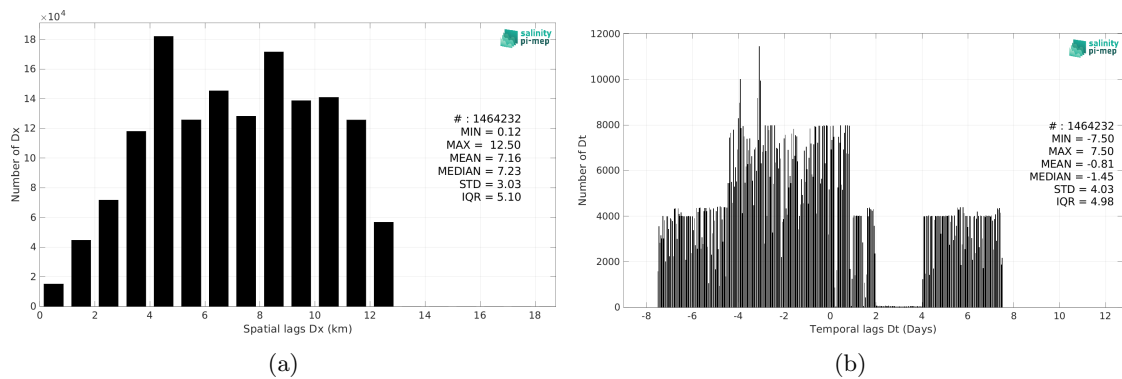 ×10⁴
18
16
14
12
10
8
6
4
2
0
Number of Dx
0 2 4 6 8 10 12 14 16 18
Spatial lags Dx (km)
salinity
pi-mep
# : 1464232
MIN = 0.12
MAX = 12.50
MEAN = 7.16
MEDIAN = 7.23
STD = 3.03
IQR = 5.10
(a)
12000
10000
8000
6000
4000
2000
0
Number of Dt
-8 -6 -4 -2 0 2 4 6 8 10 12
Temporal lags Dt (Days)
salinity
pi-mep
# : 1464232
MIN = -7.50
MAX = 7.50
MEAN = -0.81
MEDIAN = -1.45
STD = 4.03
IQR = 4.98
(b)